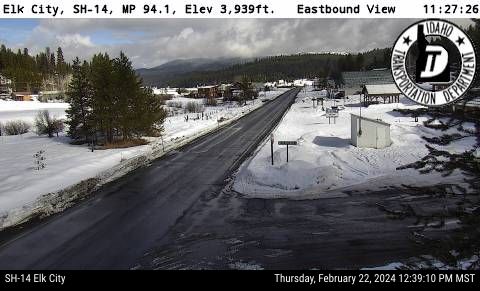 Elk City, SH-14, MP 94.1, Elev 3,939ft. Eastbound View 11:27:26
IDAHO
TRANSPORTATION DEPARTMENT
SH-14 Elk City Thursday, February 22, 2024 12:39:10 PM MST